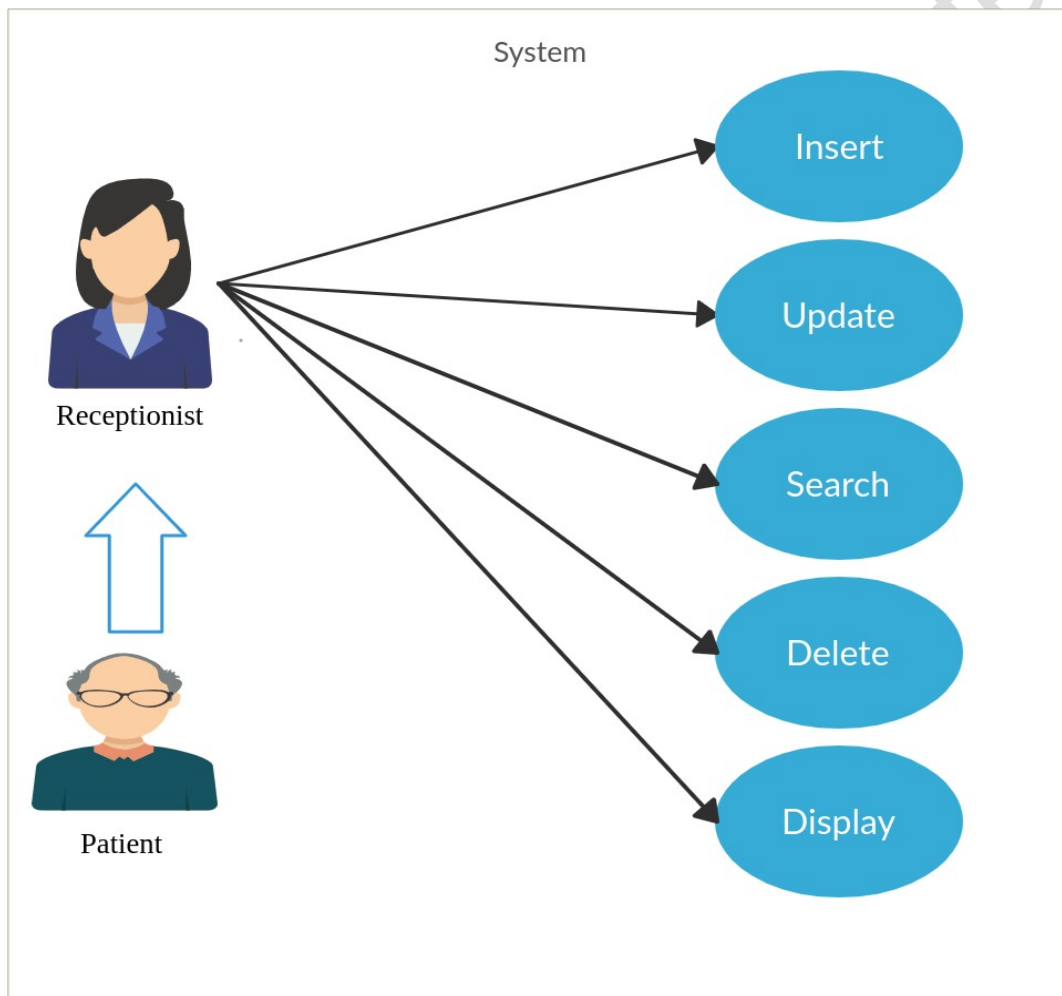 System
Insert
Update
Search
Delete
Display
Receptionist
Patient